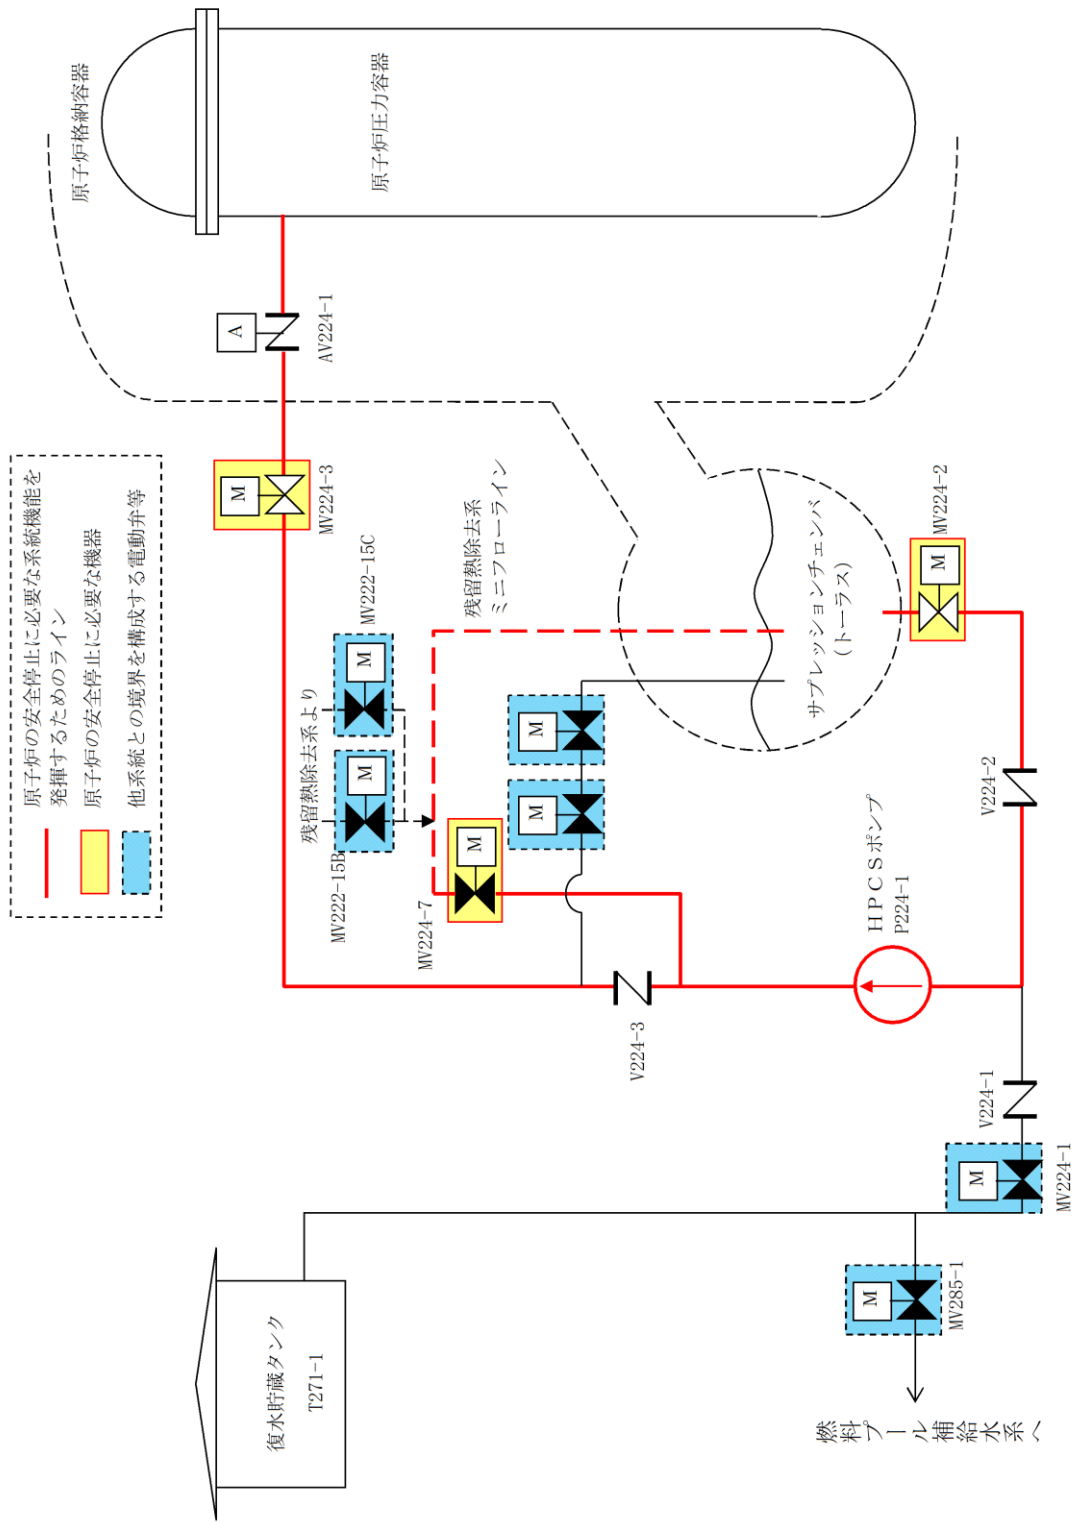 原子炉の安全停止に必要な系統機能を
発揮するためのライン
原子炉の安全停止に必要な機器
他系統との境界を構成する電動弁等
原子炉格納容器
原子炉圧力容器
A
AV224-1
M
MV224-3
残留熱除去系より
M
MV222-15B
M
MV222-15C
残留熱除去系
ミニフローライン
M
MV224-7
M
M
サプレッションチェンバ
(トーラス)
M
MV224-2
V224-2
HPCSポンプ
P224-1
V224-3
V224-1
M
MV224-1
M
MV285-1
復水貯蔵タンク
T271-1
燃料プール補給水系へ